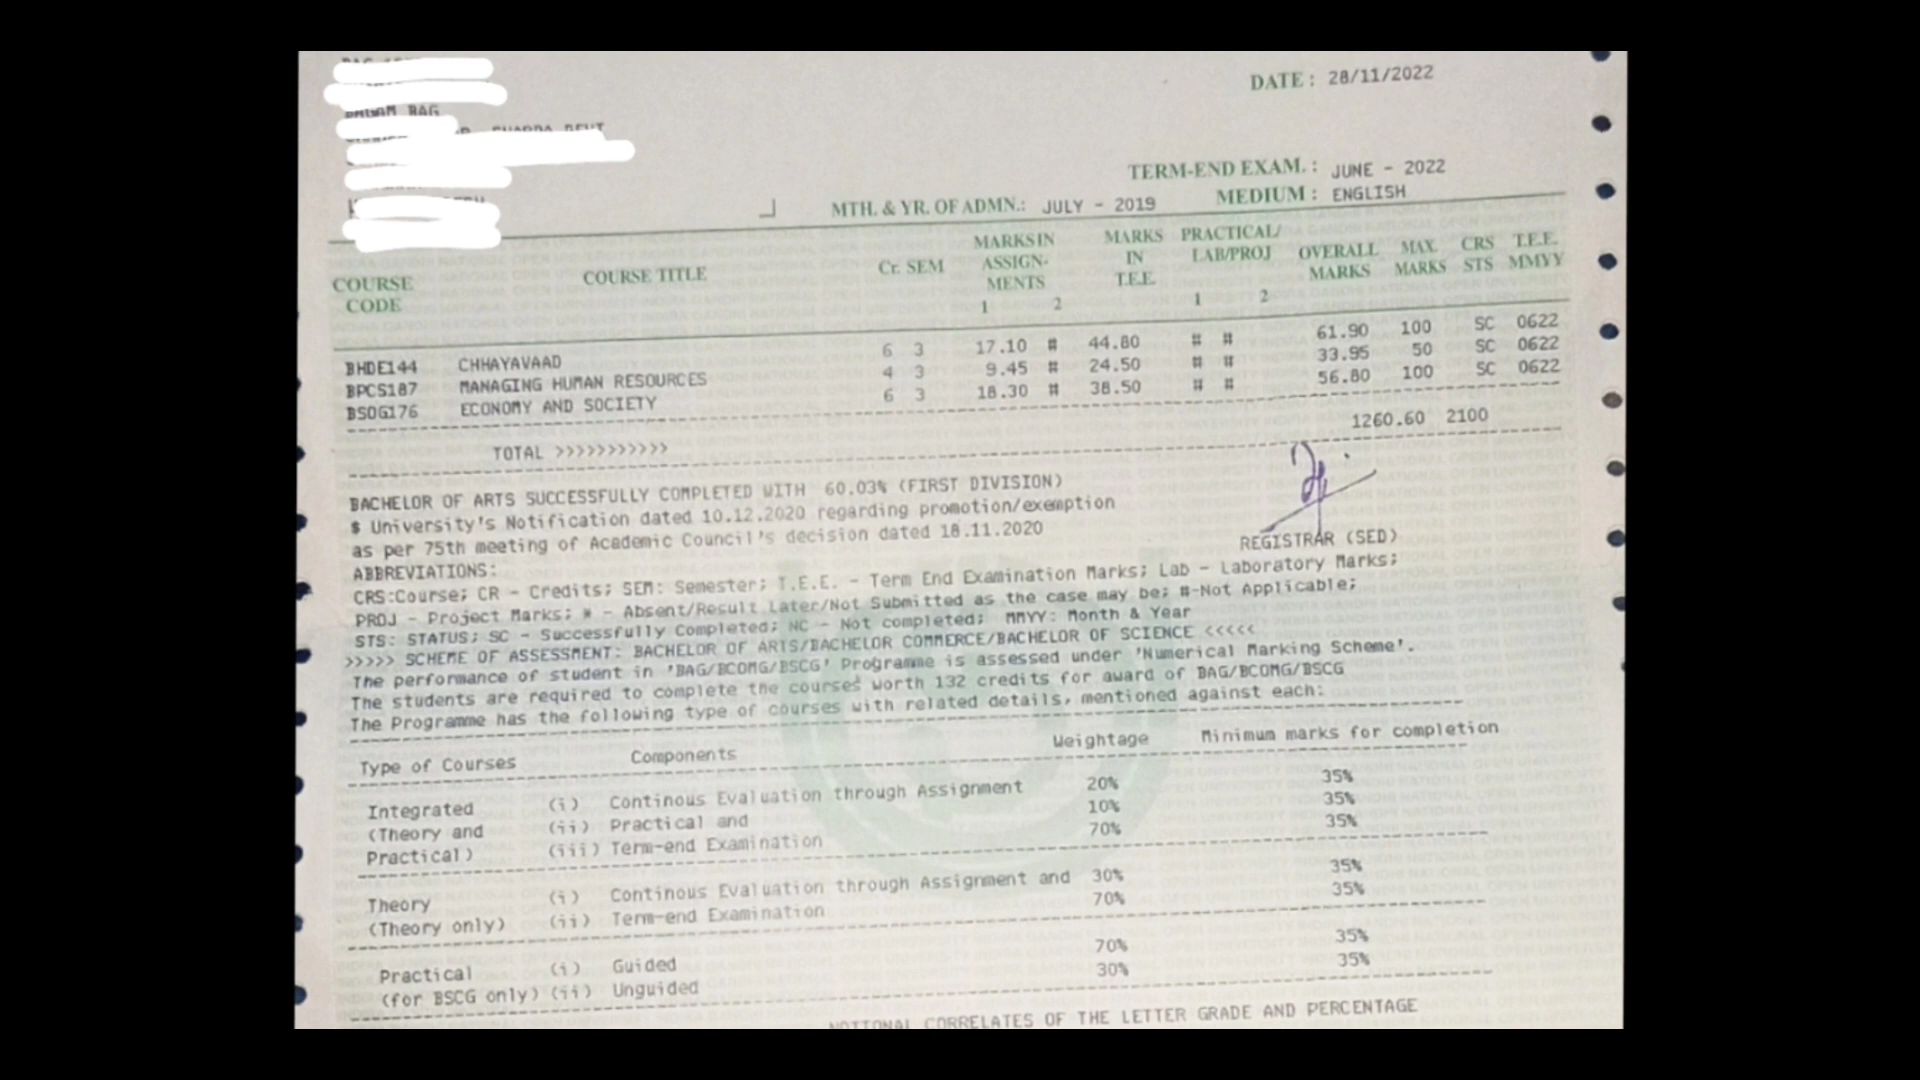 DATE : 28/11/2022
BAG
TERM-END EXAM. : JUNE - 2022
MTH. & YR. OF ADMN.: JULY - 2019 MEDIUM : ENGLISH
COURSE CODE COURSE TITLE Cr. SEM MARKS IN ASSIGN- MENTS 1 2 MARKS IN T.E.E. PRACTICAL/ LAB/PROJ 1 2 OVERALL MARKS MAX. MARKS CRS STS T.E.E. MMYY
BHDE144 CHHAYAVAAD 6 3 17.10 # 44.80 # # 61.90 100 SC 0622
BPCS187 MANAGING HUMAN RESOURCES 4 3 9.45 # 24.50 # # 33.95 50 SC 0622
BSOG176 ECONOMY AND SOCIETY 6 3 18.30 # 38.50 # # 56.80 100 SC 0622
TOTAL >>>>>>>>>>> 1260.60 2100
BACHELOR OF ARTS SUCCESSFULLY COMPLETED WITH 60.03% (FIRST DIVISION)
$ University's Notification dated 10.12.2020 regarding promotion/exemption
as per 75th meeting of Academic Council's decision dated 18.11.2020
REGISTRAR (SED)
ABBREVIATIONS:
CRS:Course; CR - Credits; SEM: Semester; T.E.E. - Term End Examination Marks; Lab - Laboratory Marks;
PROJ - Project Marks; * - Absent/Result Later/Not Submitted as the case may be; #-Not Applicable;
STS: STATUS; SC - Successfully Completed; NC - Not completed; MMYY: Month & Year
>>>>> SCHEME OF ASSESSMENT: BACHELOR OF ARTS/BACHELOR COMMERCE/BACHELOR OF SCIENCE <<<<<
The performance of student in 'BAG/BCOMG/BSCG' Programme is assessed under 'Numerical Marking Scheme'.
The students are required to complete the courses worth 132 credits for award of BAG/BCOMG/BSCG
The Programme has the following type of courses with related details, mentioned against each:
Type of Courses Components Weightage Minimum marks for completion
Integrated (i) Continous Evaluation through Assignment 20% 35%
(Theory and (ii) Practical and 10% 35%
Practical) (iii) Term-end Examination 70% 35%
Theory (i) Continous Evaluation through Assignment and 30% 35%
(Theory only) (ii) Term-end Examination 70% 35%
Practical (i) Guided 70% 35%
(for BSCG only) (ii) Unguided 30% 35%
NOTIONAL CORRELATES OF THE LETTER GRADE AND PERCENTAGE